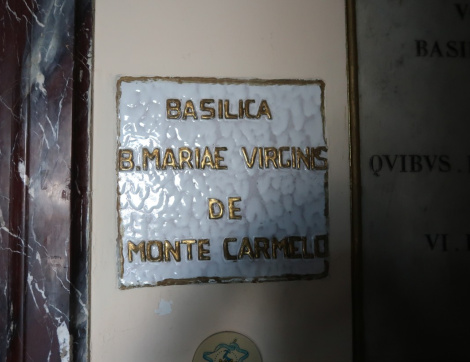 BASILICA
B.MARIAE VIRGINIS
DE
MONTE CARMELO
QVIBVS.